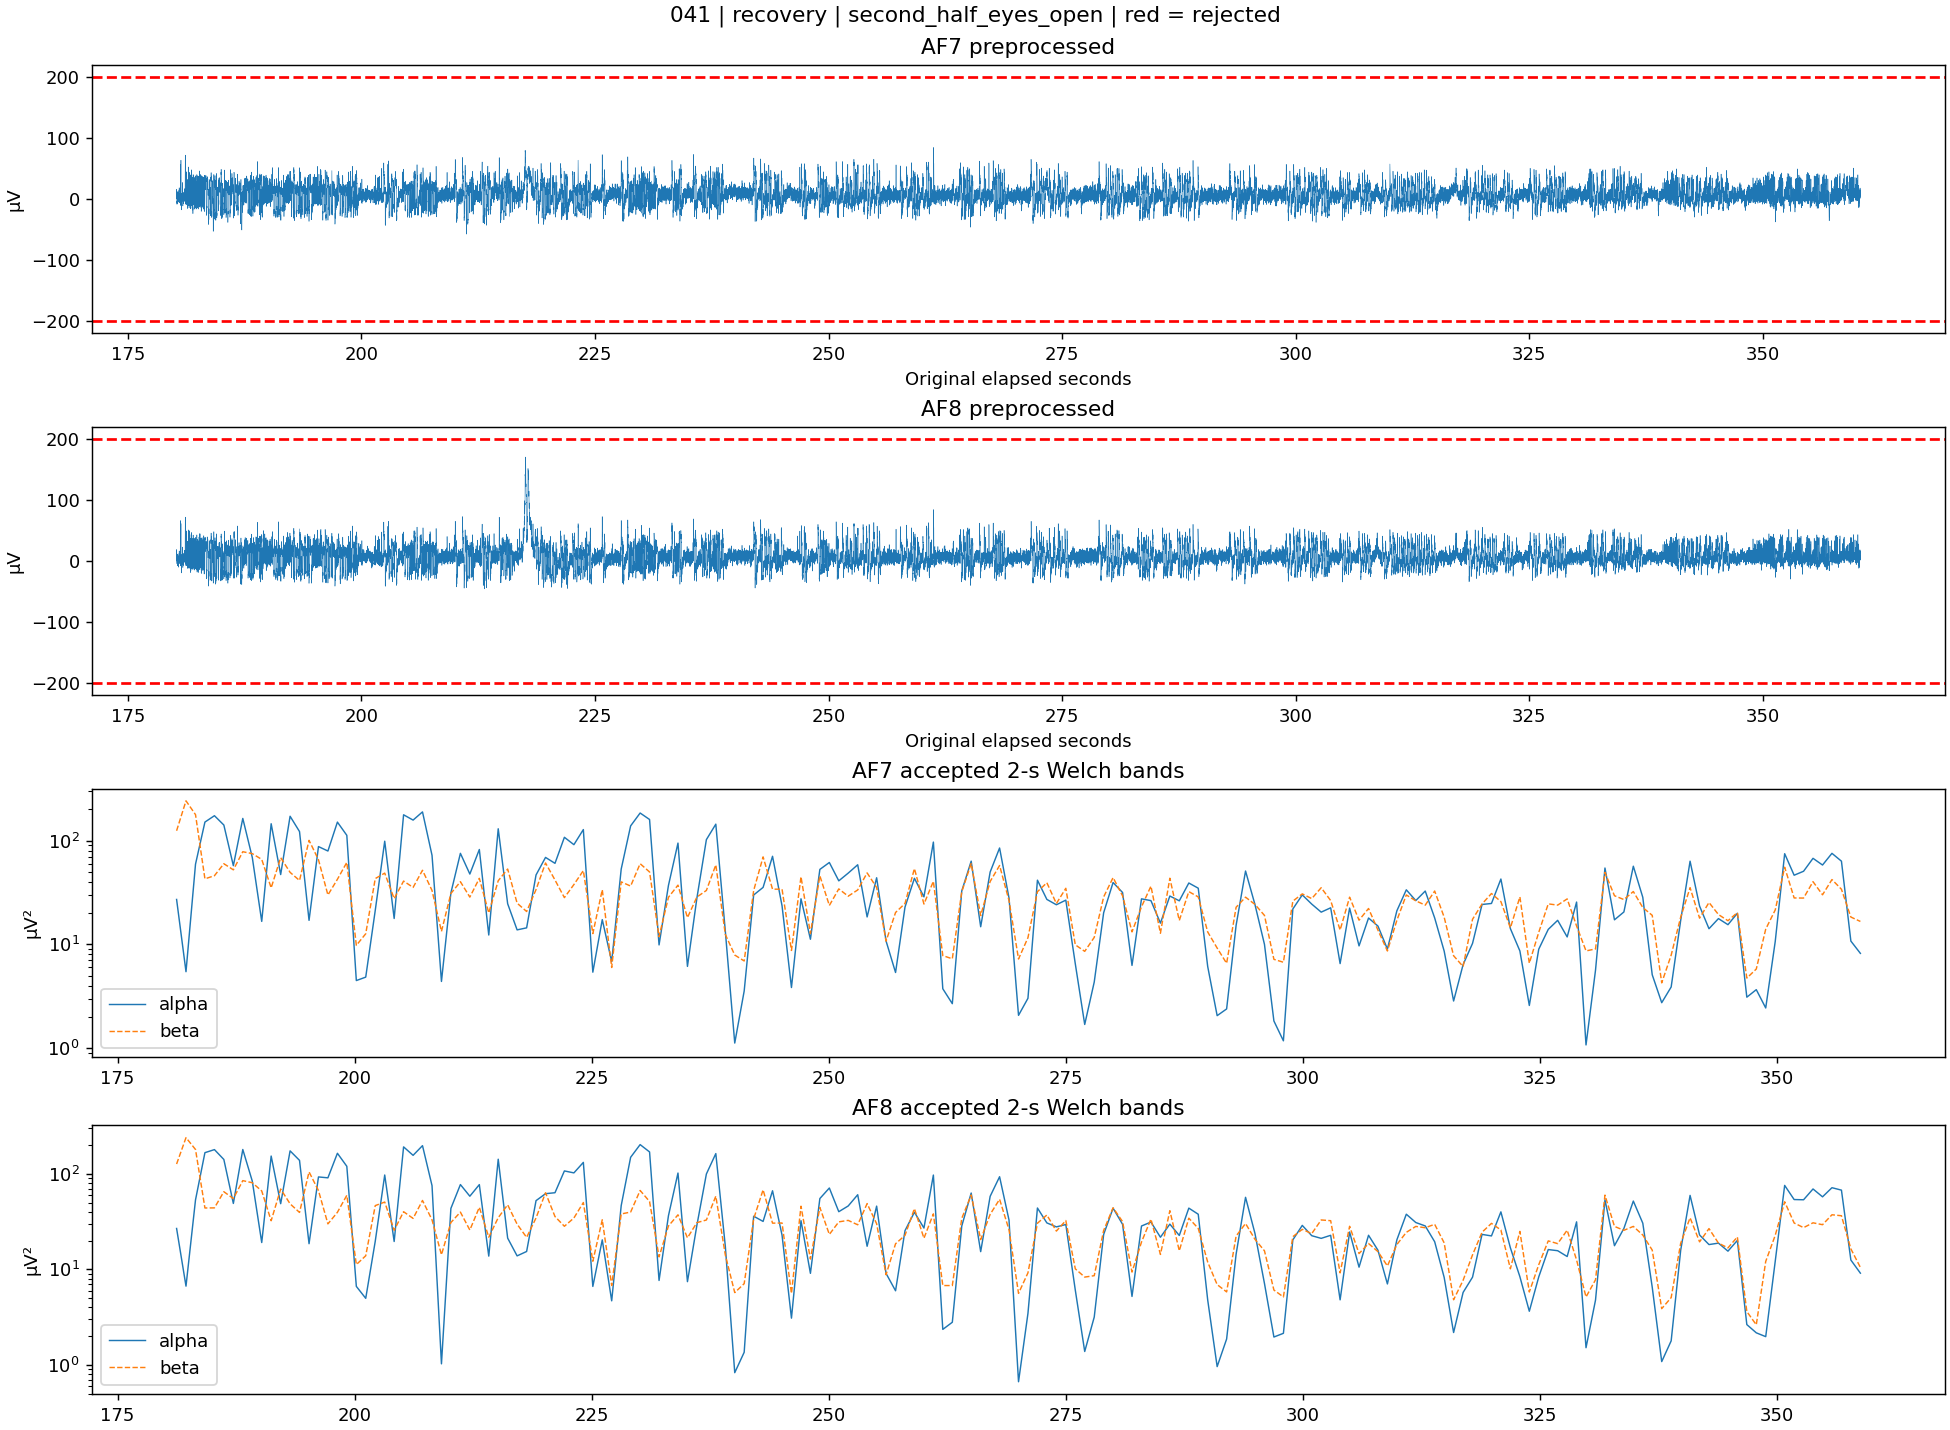 041 | recovery | second_half_eyes_open | red = rejected
AF7 preprocessed
200
100
0
−100
−200
µV
175 200 225 250 275 300 325 350
Original elapsed seconds
AF8 preprocessed
200
100
0
−100
−200
µV
175 200 225 250 275 300 325 350
Original elapsed seconds
AF7 accepted 2-s Welch bands
10²
10¹
10⁰
µV²
alpha
beta
175 200 225 250 275 300 325 350
AF8 accepted 2-s Welch bands
10²
10¹
10⁰
µV²
alpha
beta
175 200 225 250 275 300 325 350